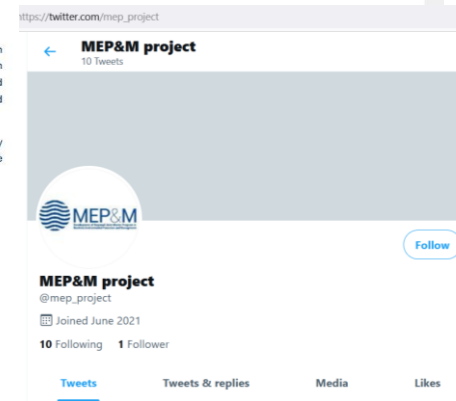 ttps://twitter.com/mep_project
MEP&M project
10 Tweets
MEP&M
Follow
MEP&M project
@mep_project
Joined June 2021
10 Following 1 Follower
Tweets Tweets & replies Media Likes